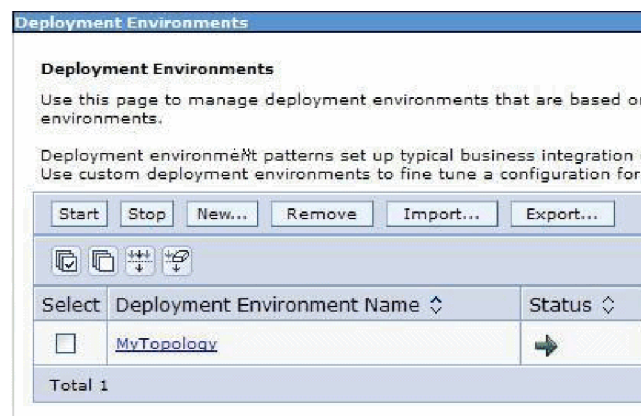 Deployment Environments
Deployment Environments
Use this page to manage deployment environments that are based o
environments.
Deployment environment patterns set up typical business integration
Use custom deployment environments to fine tune a configuration for
Start Stop New... Remove Import... Export...
Select Deployment Environment Name Status
MyTopology
Total 1